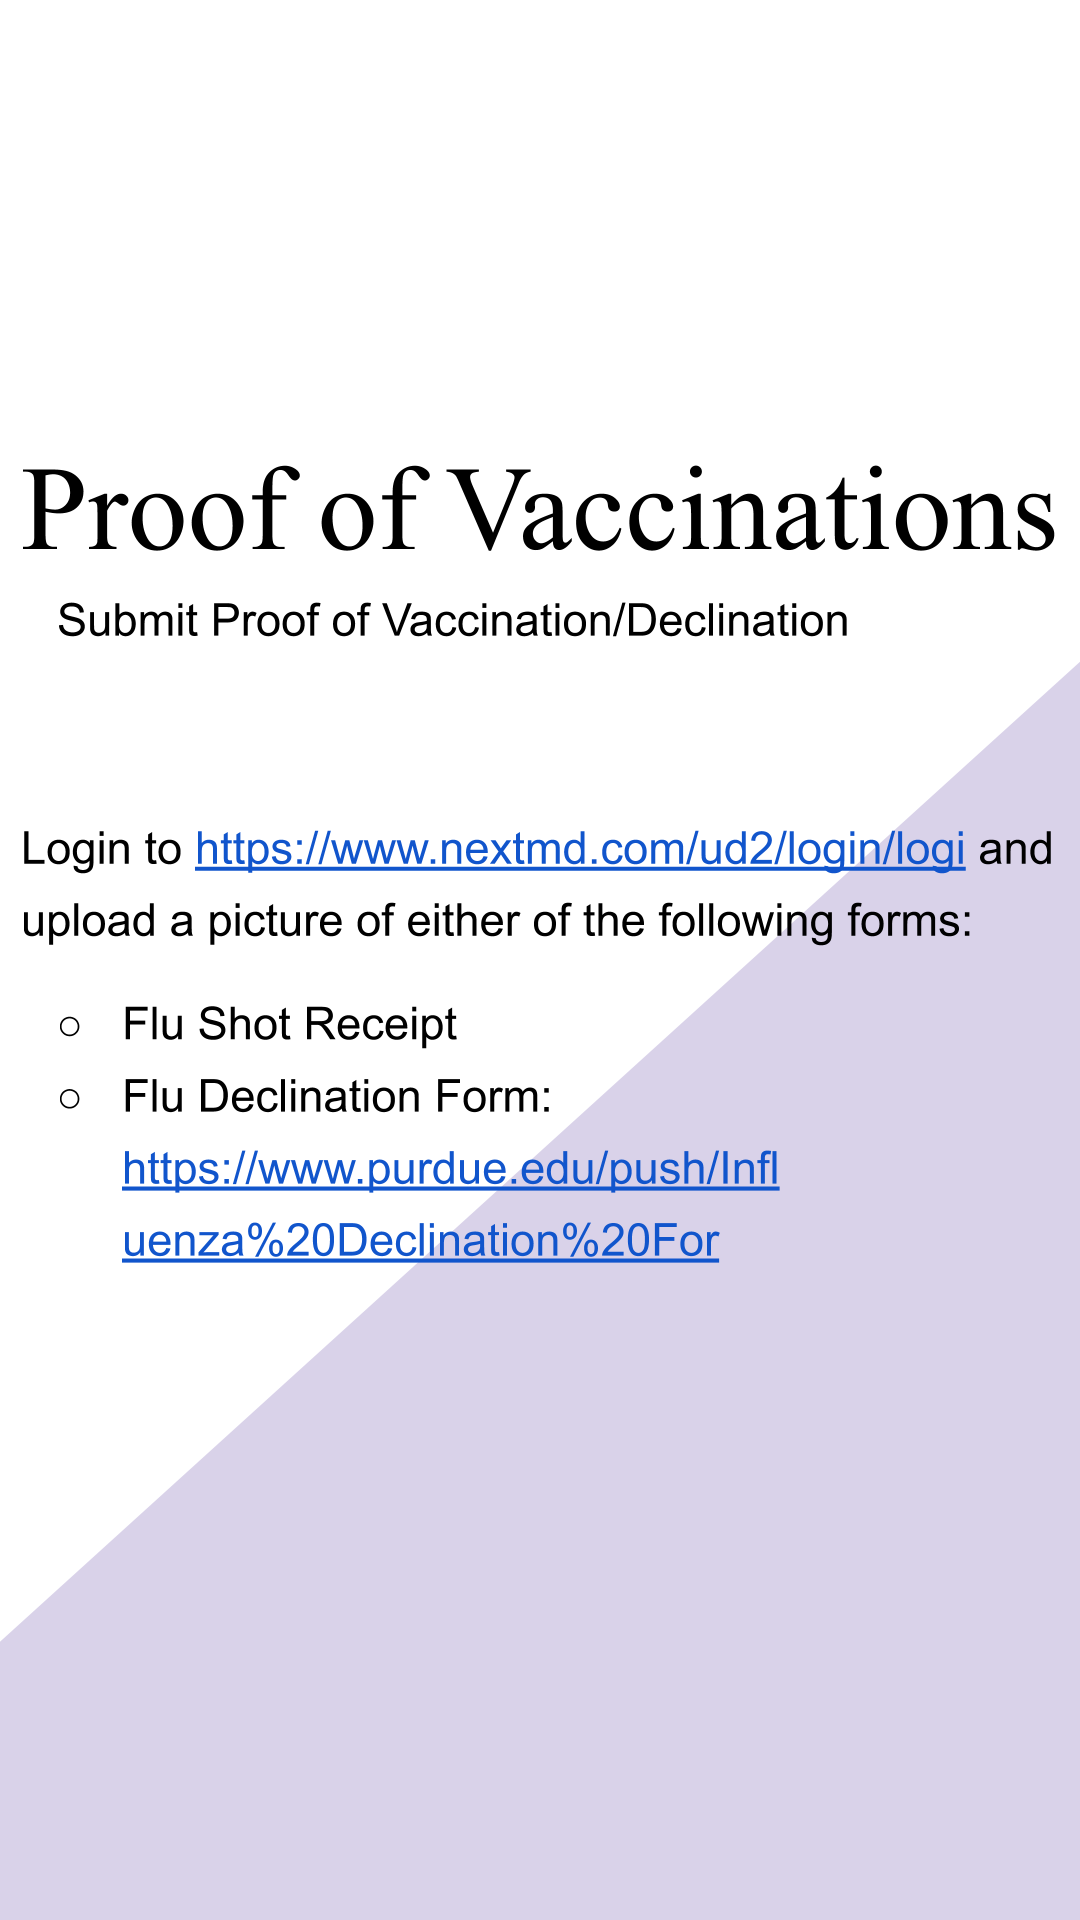 Proof of Vaccinations
Submit Proof of Vaccination/Declination
Login to https://www.nextmd.com/ud2/login/logi and
upload a picture of either of the following forms:
○ Flu Shot Receipt
○ Flu Declination Form:
https://www.purdue.edu/push/Infl
uenza%20Declination%20For